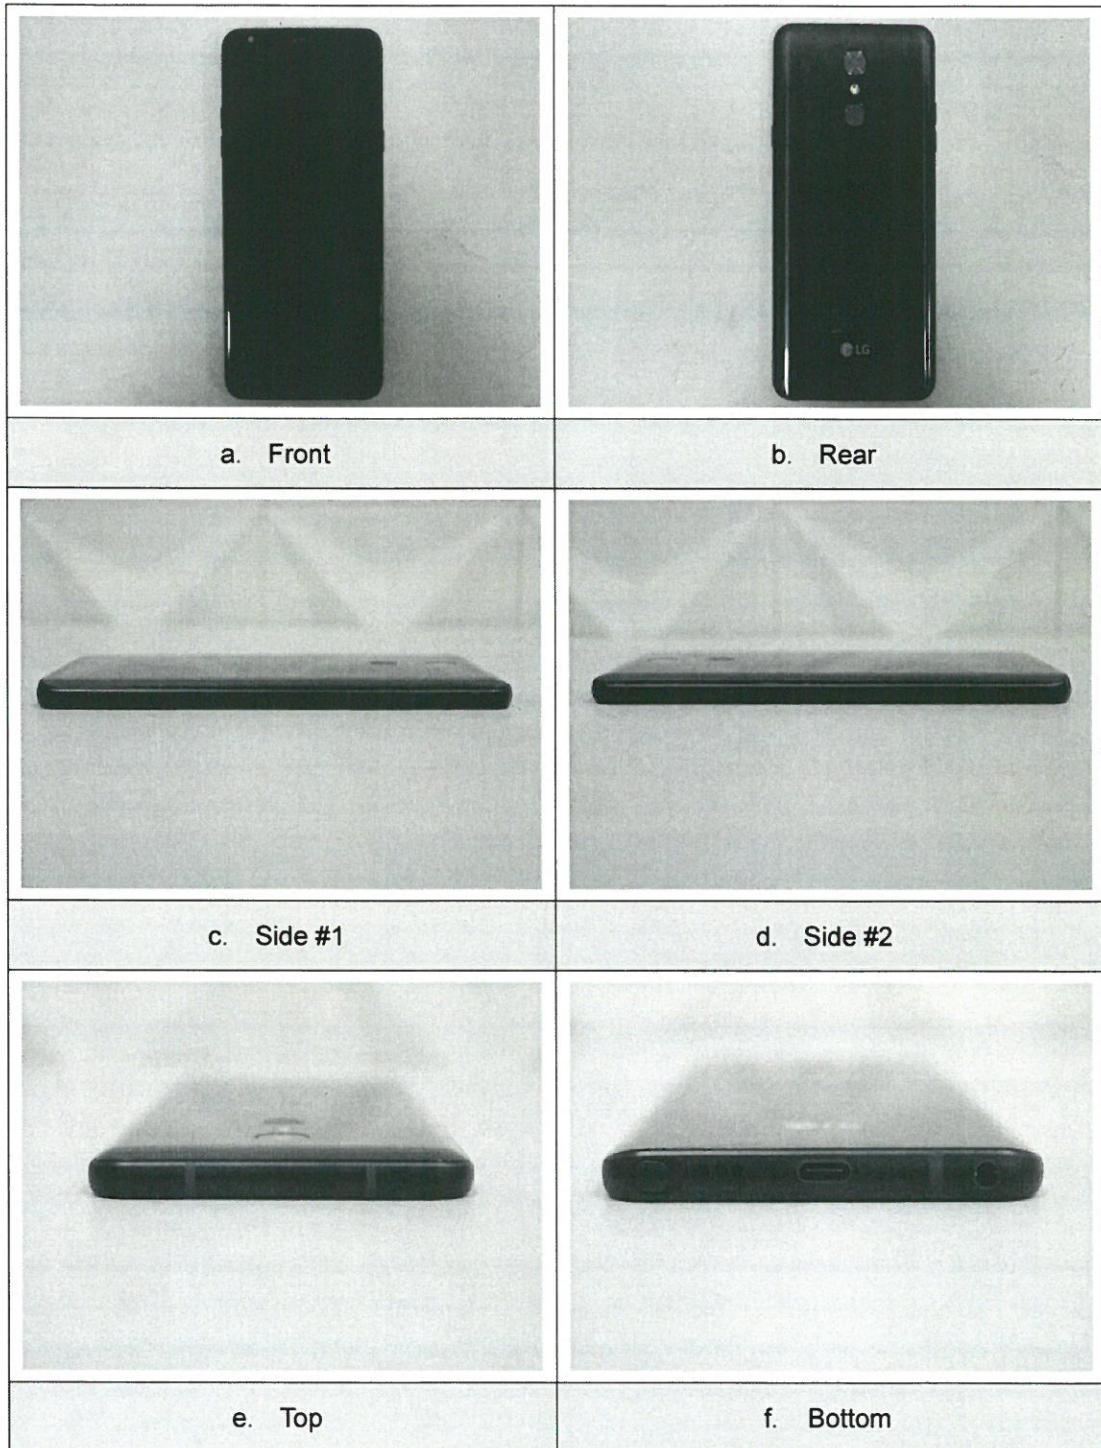 LG
a. Front
b. Rear
c. Side #1
d. Side #2
e. Top
f. Bottom